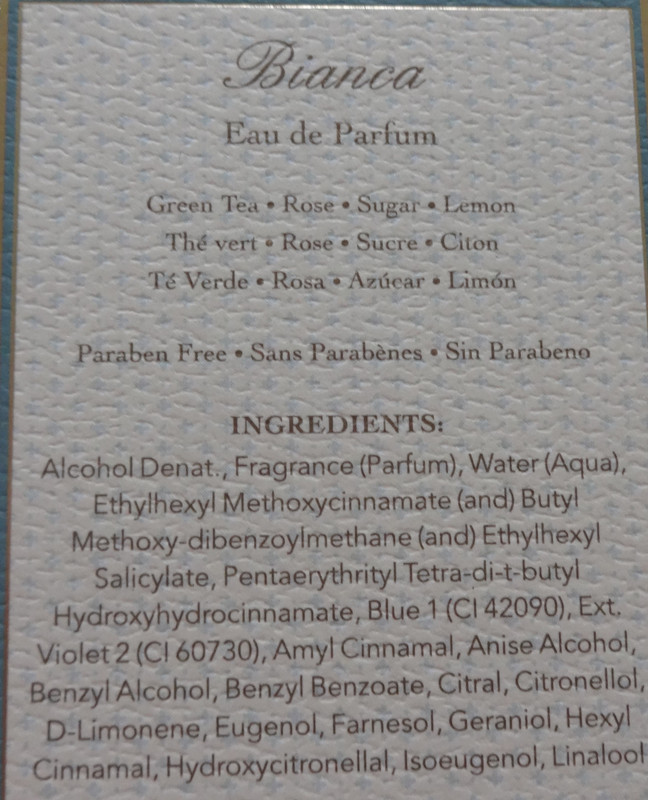 Bianca
Eau de Parfum
Green Tea • Rose • Sugar • Lemon
Thé vert • Rose • Sucre • Citon
Té Verde • Rosa • Azúcar • Limón
Paraben Free • Sans Parabènes • Sin Parabeno
INGREDIENTS:
Alcohol Denat., Fragrance (Parfum), Water (Aqua),
Ethylhexyl Methoxycinnamate (and) Butyl
Methoxy-dibenzoylmethane (and) Ethylhexyl
Salicylate, Pentaerythrityl Tetra-di-t-butyl
Hydroxyhydrocinnamate, Blue 1 (CI 42090), Ext.
Violet 2 (CI 60730), Amyl Cinnamal, Anise Alcohol,
Benzyl Alcohol, Benzyl Benzoate, Citral, Citronellol,
D-Limonene, Eugenol, Farnesol, Geraniol, Hexyl
Cinnamal, Hydroxycitronellal, Isoeugenol, Linalool